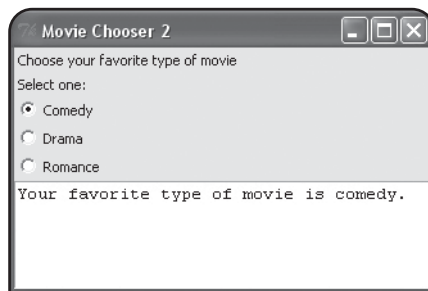 Movie Chooser 2
Choose your favorite type of movie
Select one:
Comedy
Drama
Romance
Your favorite type of movie is comedy.